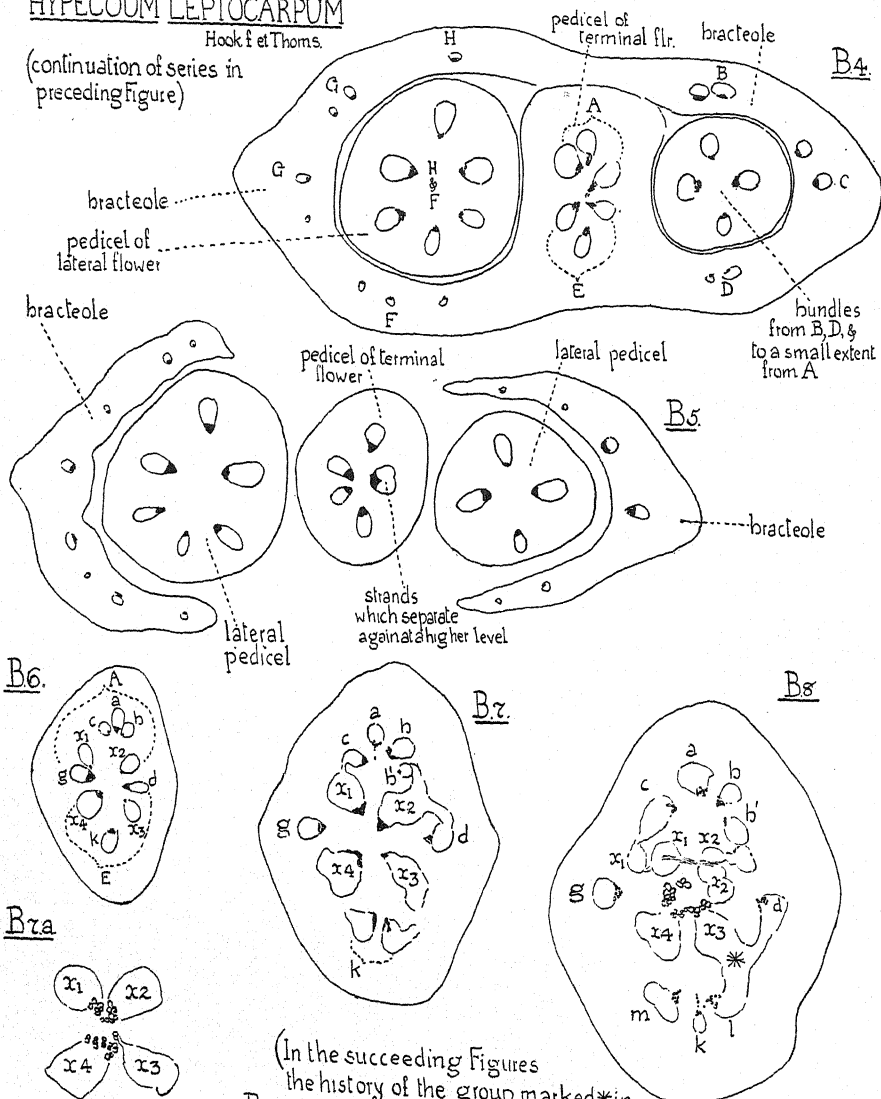 HYPECOUM LEPTOCARPUM
Hook f et Thoms.
(continuation of series in
preceding Figure)
B4.
pedicel of
terminal flr.
bracteole
H
G
G
A
B
C
H
&
F
bracteole
pedicel of
lateral flower
F
E
D
bundles
from B, D, &
to a small extent
from A
bracteole
pedicel of terminal
flower
lateral pedicel
B5.
bracteole
lateral
pedicel
strands
which separate
again at a higher level
B6.
A
a
c b
x1 x2
g d
x4 x3
k
E
B7.
a
c b
b'
x1 x2
g d
x4 x3
k
B8
a
c b
b'
x1 x1 x2
x2
g d
x4 x3
*
m l
k
B7a
x1 x2
x4 x3
(In the succeeding Figures
the history of the group marked * in